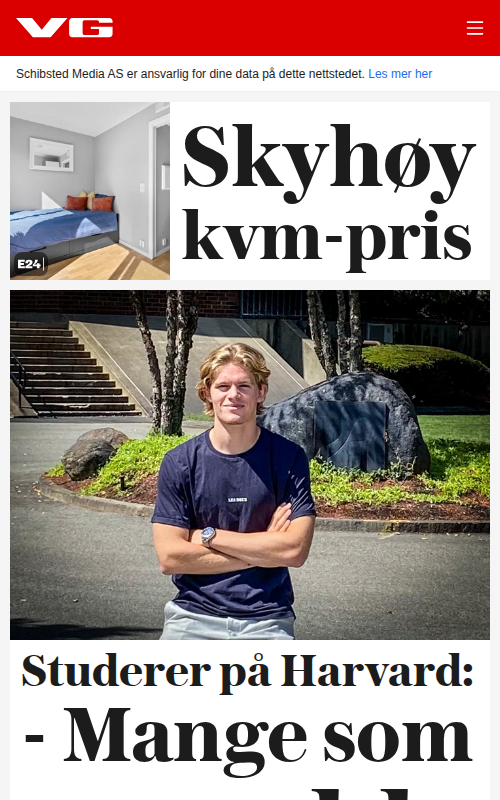 VG
Schibsted Media AS er ansvarlig for dine data på dette nettstedet. Les mer her
Skyhøy
kvm-pris
E24
Studerer på Harvard:
- Mange som